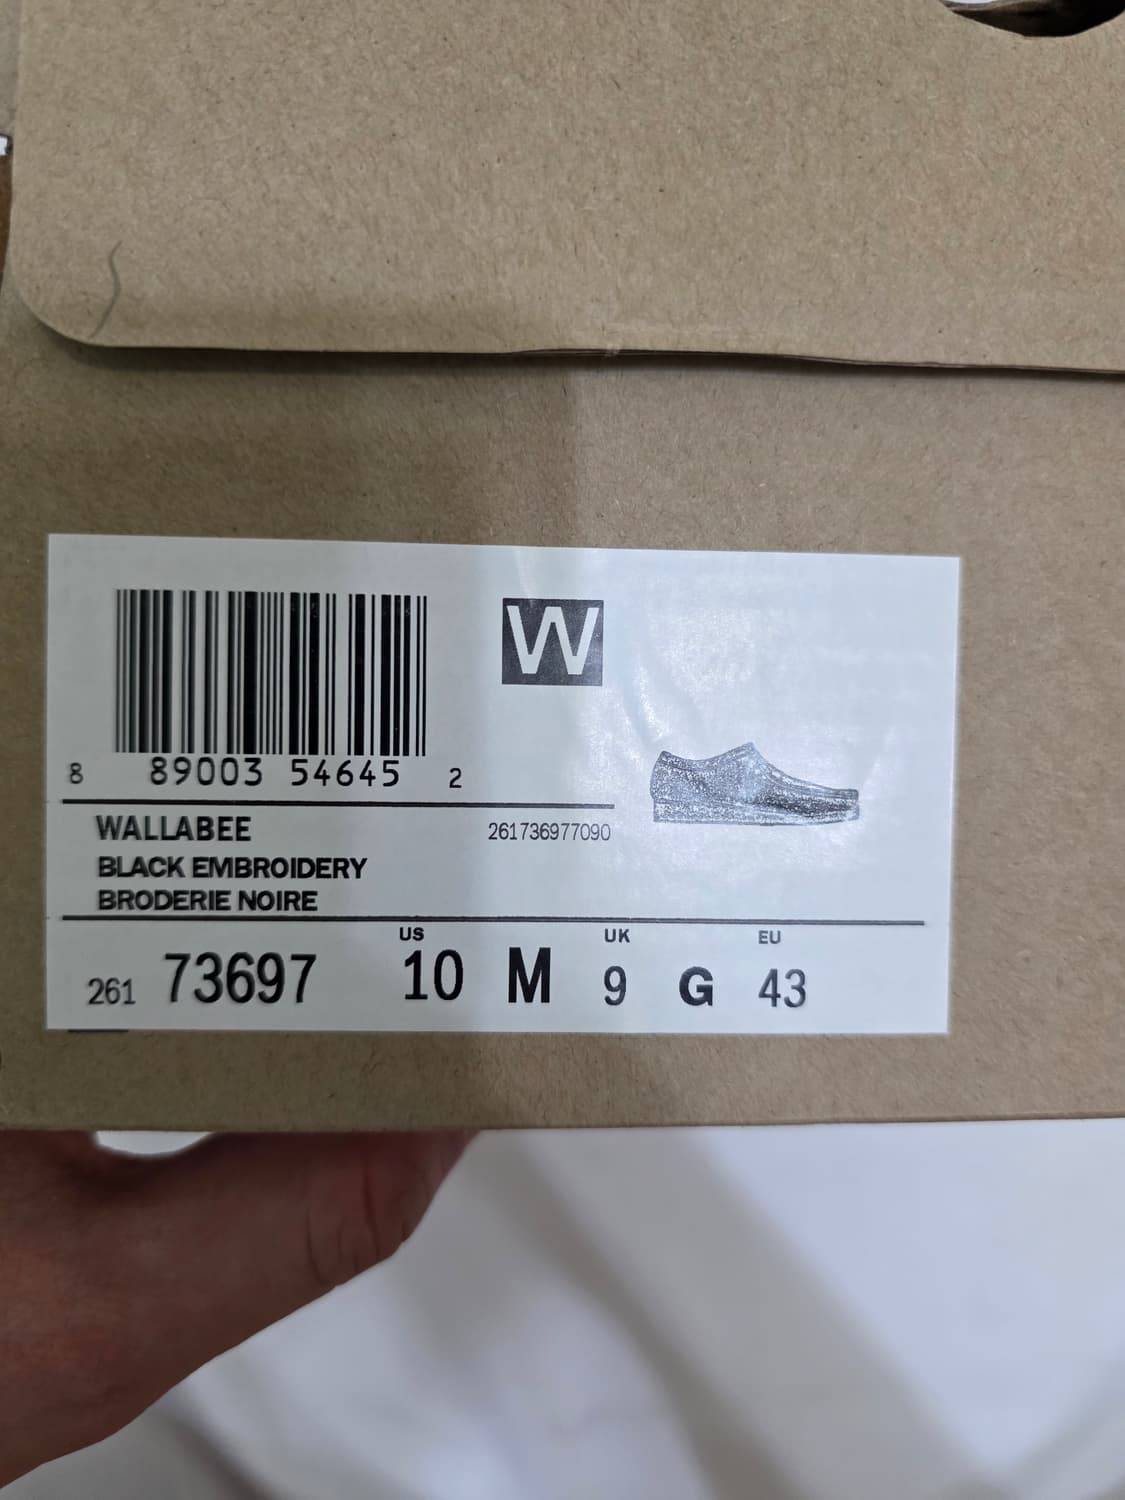 W
8 89003 54645 2
WALLABEE 261736977090
BLACK EMBROIDERY
BRODERIE NOIRE
US UK EU
261 73697 10 M 9 G 43